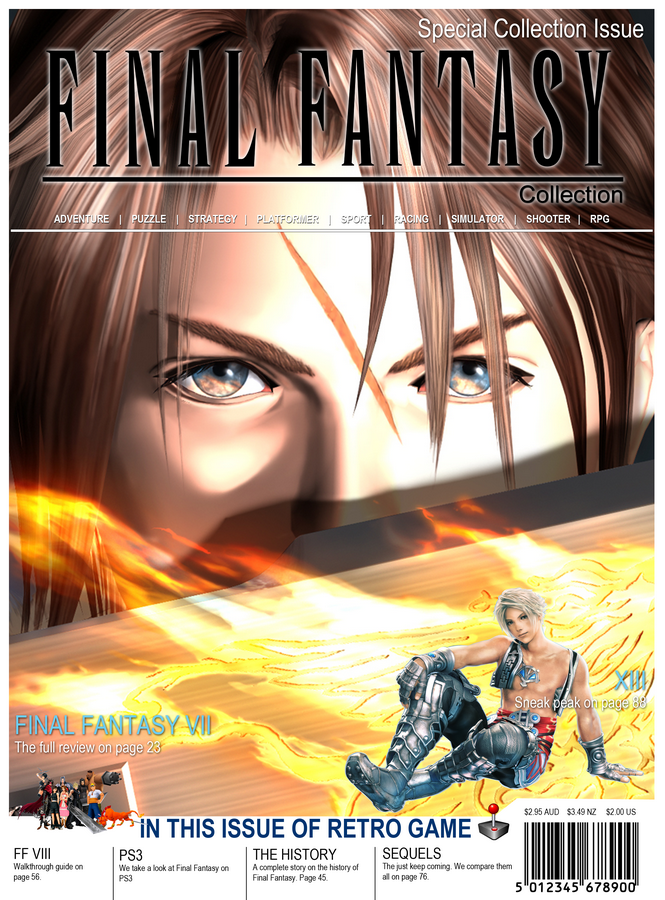 Special Collection Issue
FINAL FANTASY
Collection
ADVENTURE | PUZZLE | STRATEGY | PLATFORMER | SPORT | RACING | SIMULATOR | SHOOTER | RPG
XIII
Sneak peak on page 88
FINAL FANTASY VII
The full review on page 23
iN THIS ISSUE OF RETRO GAME
$2.95 AUD $3.49 NZ $2.00 US
FF VIII
Walkthrough guide on
page 56.
PS3
We take a look at Final Fantasy on
PS3
THE HISTORY
A complete story on the history of
Final Fantasy. Page 45.
SEQUELS
The just keep coming. We compare them
all on page 76.
5 012345 678900